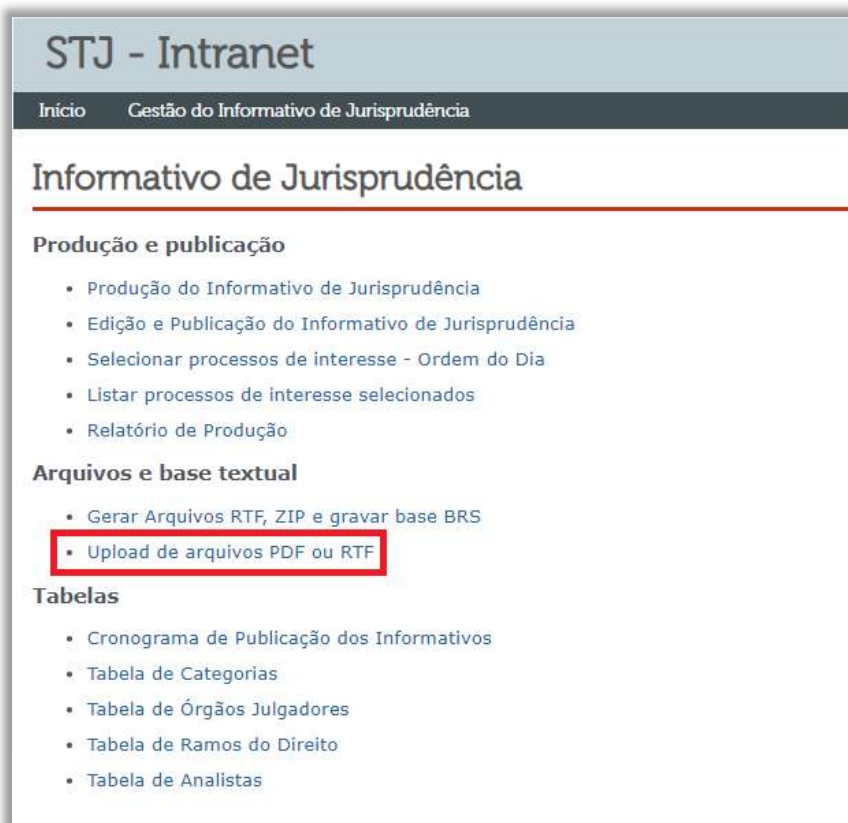 STJ - Intranet
Início Gestão do Informativo de Jurisprudência
Informativo de Jurisprudência
Produção e publicação
• Produção do Informativo de Jurisprudência
• Edição e Publicação do Informativo de Jurisprudência
• Selecionar processos de interesse - Ordem do Dia
• Listar processos de interesse selecionados
• Relatório de Produção
Arquivos e base textual
• Gerar Arquivos RTF, ZIP e gravar base BRS
• Upload de arquivos PDF ou RTF
Tabelas
• Cronograma de Publicação dos Informativos
• Tabela de Categorias
• Tabela de Órgãos Julgadores
• Tabela de Ramos do Direito
• Tabela de Analistas